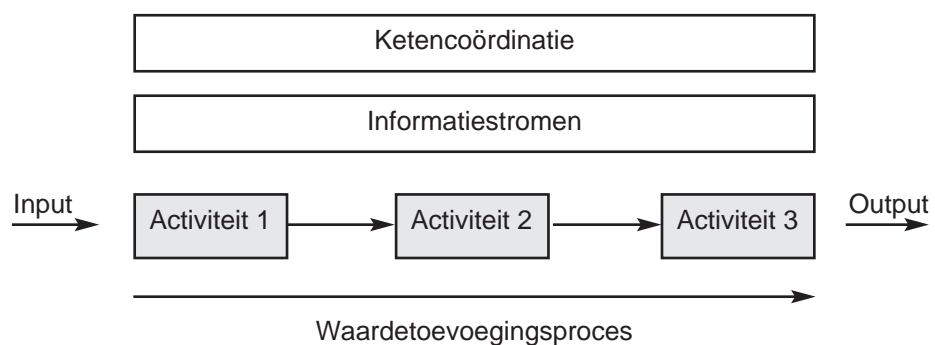 Ketencoördinatie
Informatiestromen
Input
Activiteit 1
Activiteit 2
Activiteit 3
Output
Waardetoevoegingsproces